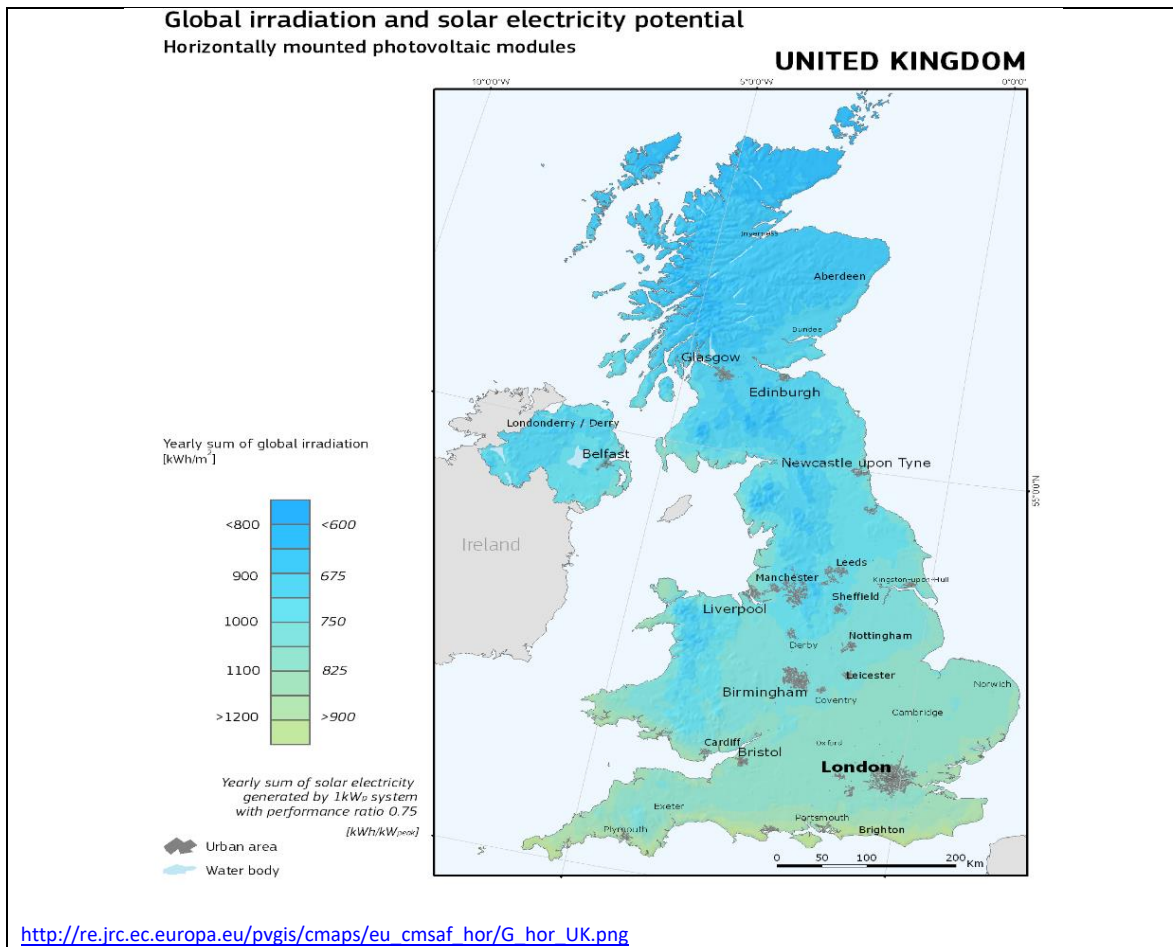 Global irradiation and solar electricity potential
Horizontally mounted photovoltaic modules
UNITED KINGDOM
10°0'0"W
5°0'0"W
0°0'0"
Inverness
Aberdeen
Dundee
Glasgow
Edinburgh
Londonderry / Derry
Belfast
Newcastle upon Tyne
55°0'0"N
Ireland
Leeds
Manchester
Kingston-upon-Hull
Liverpool
Sheffield
Nottingham
Derby
Leicester
Norwich
Birmingham
Coventry
Cambridge
Cardiff
Oxford
Bristol
London
Exeter
Portsmouth
Plymouth
Brighton
0 50 100 200 Km
Yearly sum of global irradiation
[kWh/m²]
<800 <600
900 675
1000 750
1100 825
>1200 >900
Yearly sum of solar electricity
generated by 1kWp system
with performance ratio 0.75
[kWh/kWpeak]
Urban area
Water body
http://re.jrc.ec.europa.eu/pvgis/cmaps/eu_cmsaf_hor/G_hor_UK.png